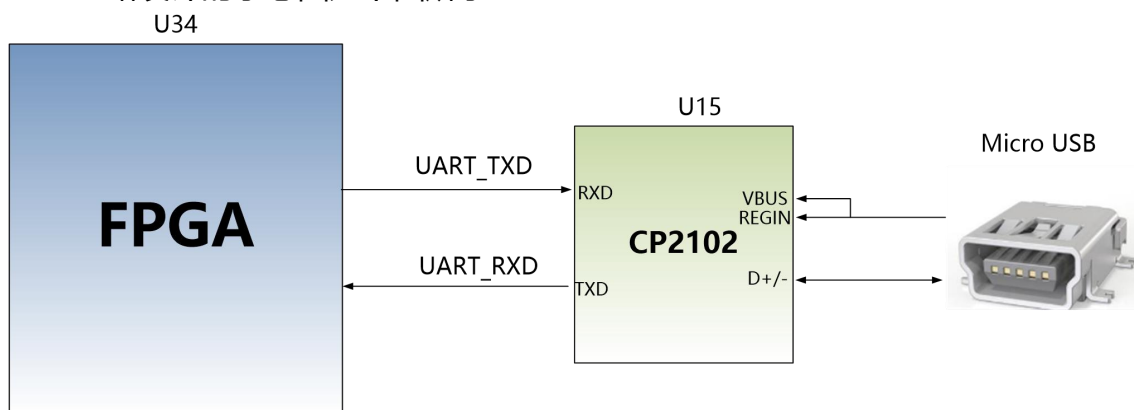 U34
FPGA
UART_TXD
UART_RXD
U15
RXD
TXD
CP2102
VBUS
REGIN
D+/-
Micro USB